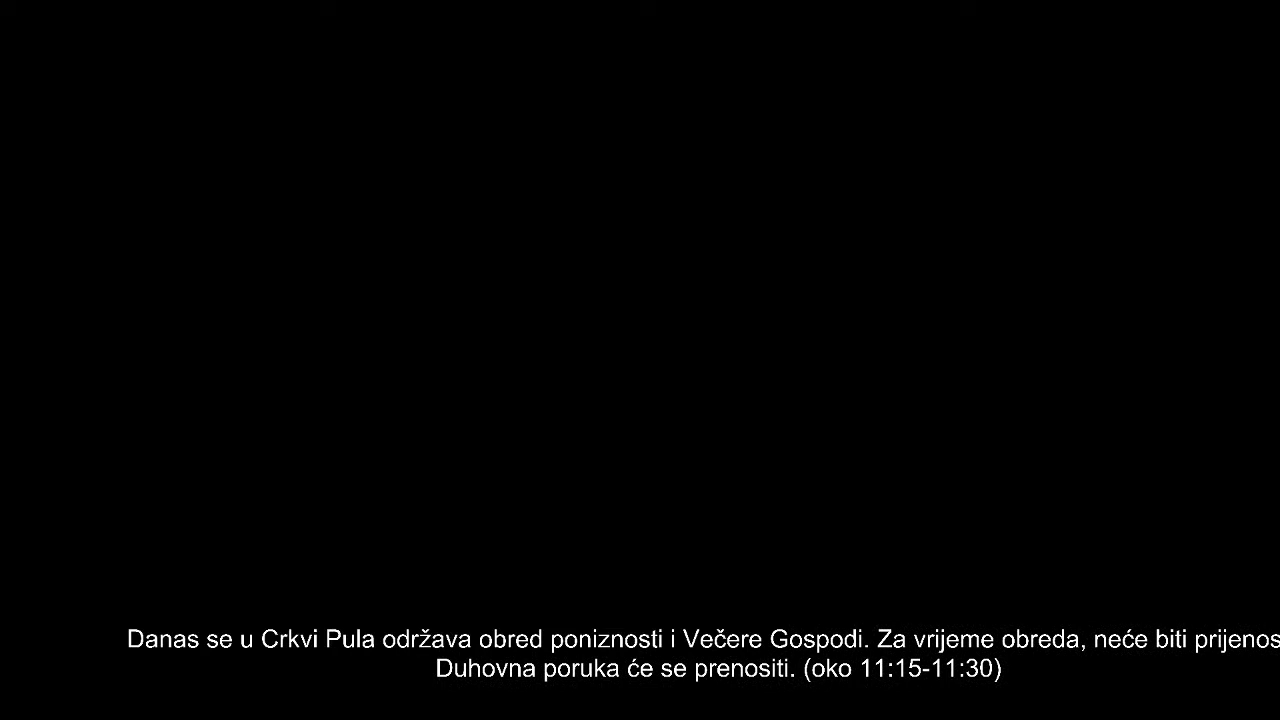 Danas se u Crkvi Pula održava obred poniznosti i Večere Gospodi. Za vrijeme obreda, neće biti prijenos
Duhovna poruka će se prenositi. (oko 11:15-11:30)